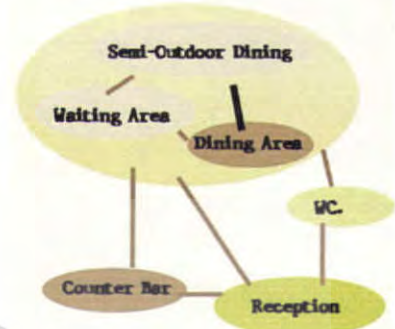 Semi-Outdoor Dining
Waiting Area
Dining Area
WC.
Counter Bar
Reception